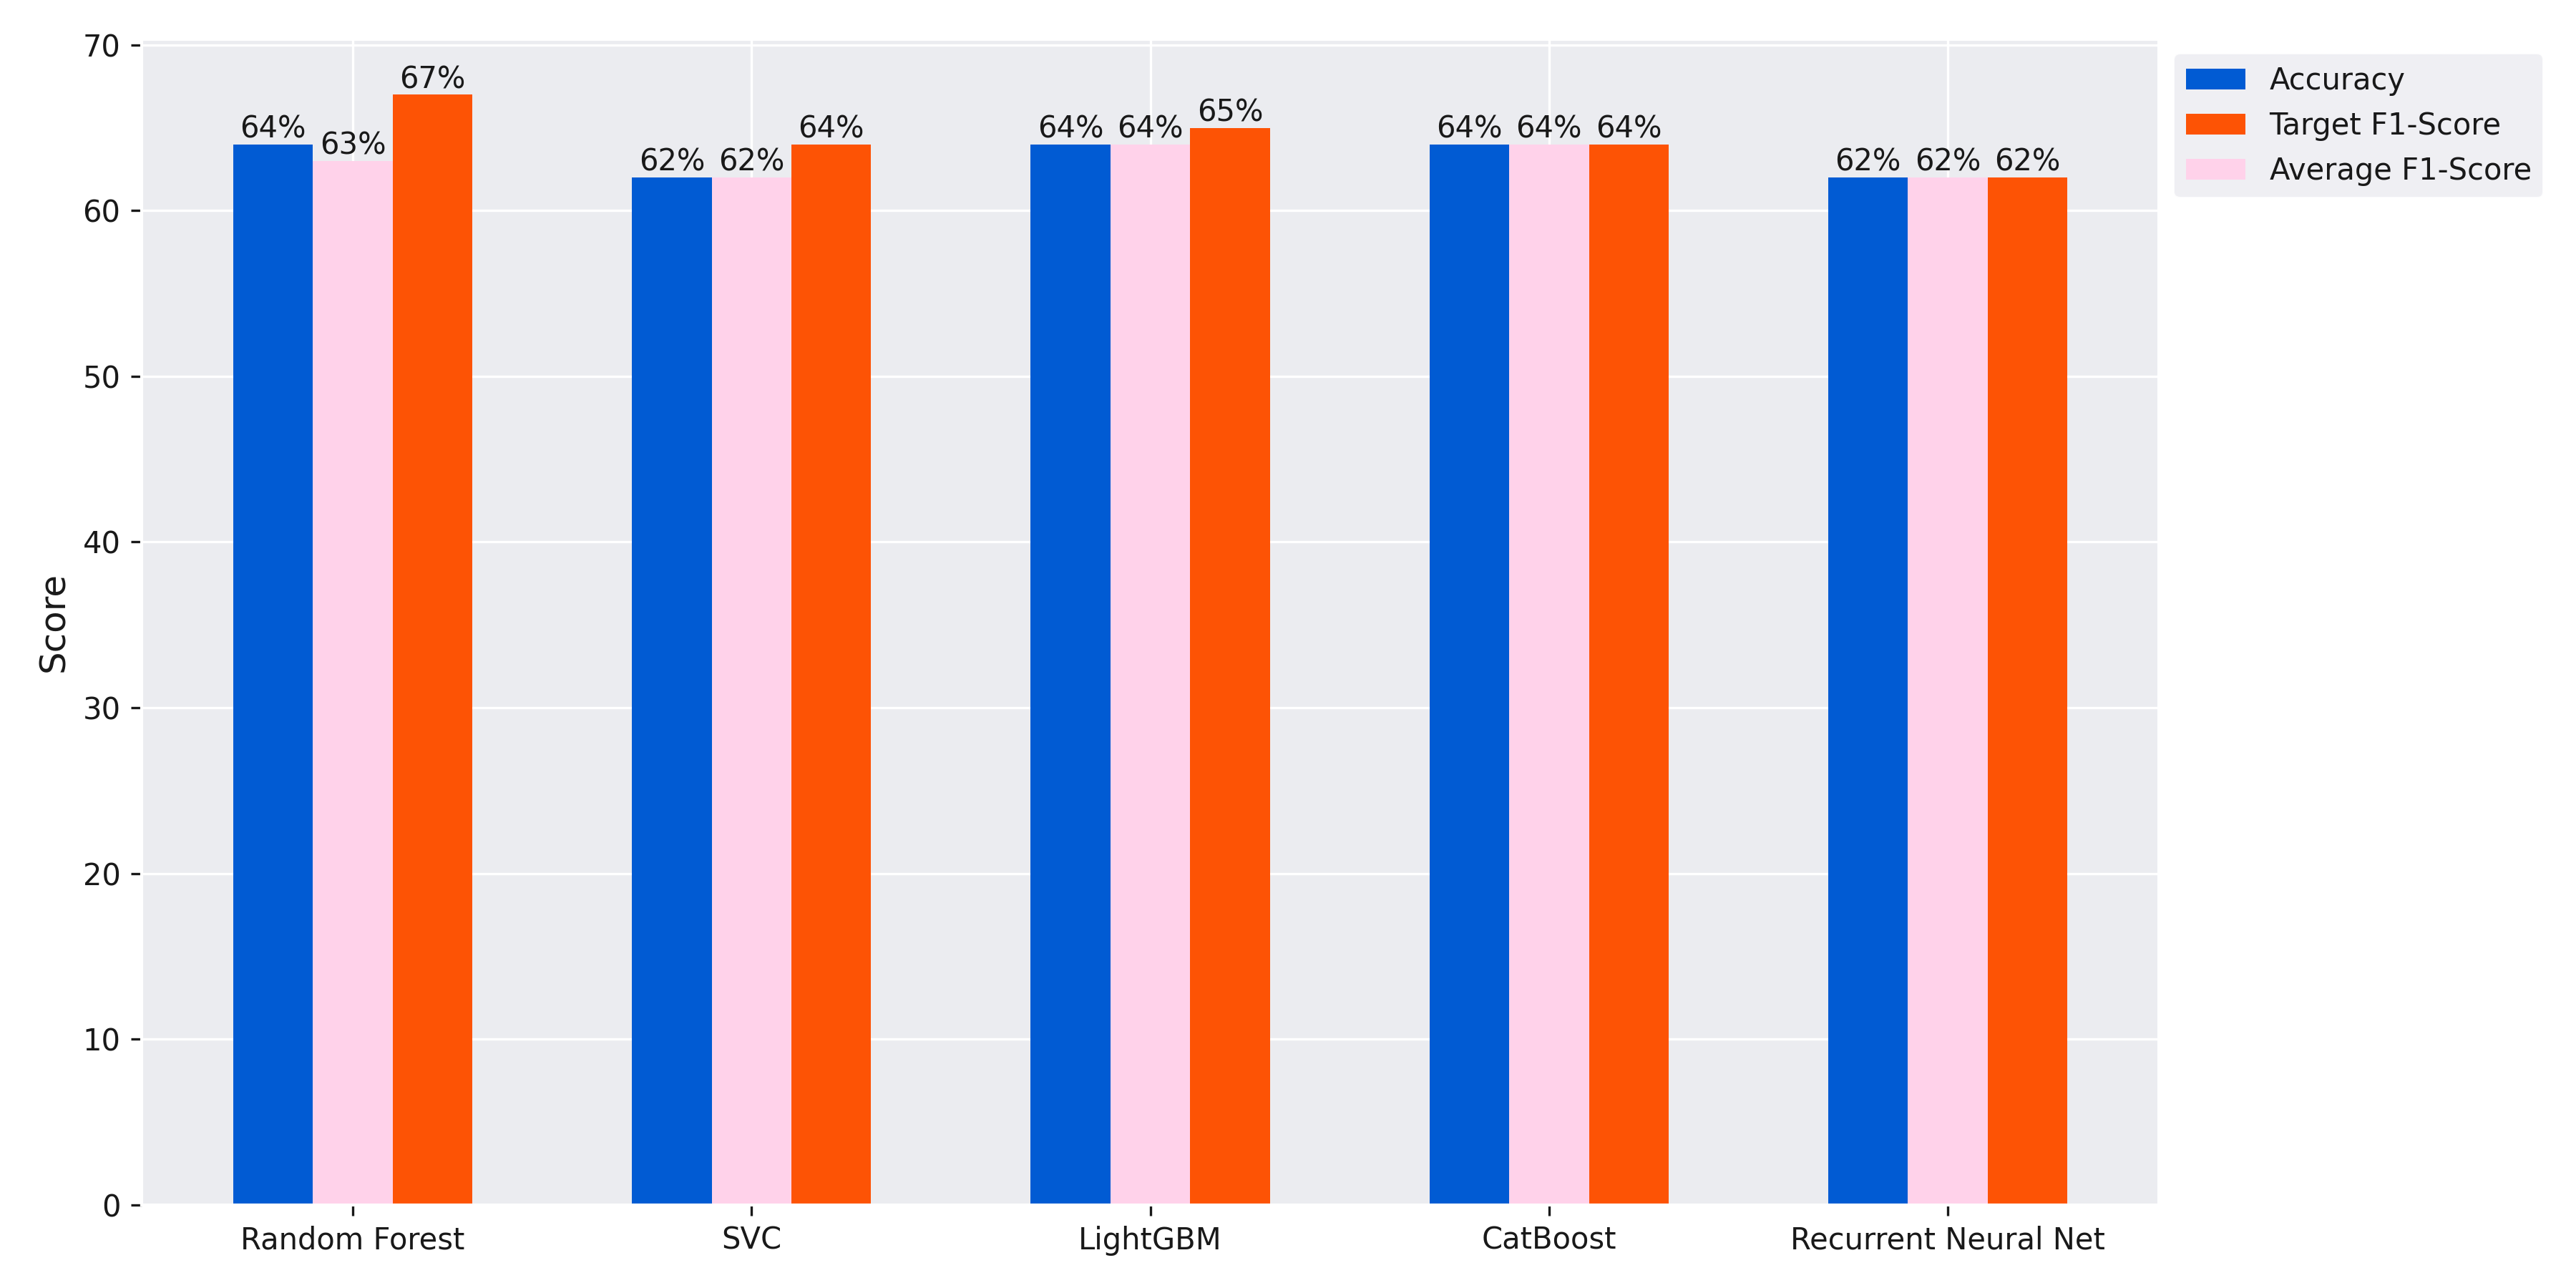 70
60
50
40
30
20
10
0
Score
64% 63% 67%
62% 62% 64%
64% 64% 65%
64% 64% 64%
62% 62% 62%
Random Forest
SVC
LightGBM
CatBoost
Recurrent Neural Net
Accuracy
Target F1-Score
Average F1-Score